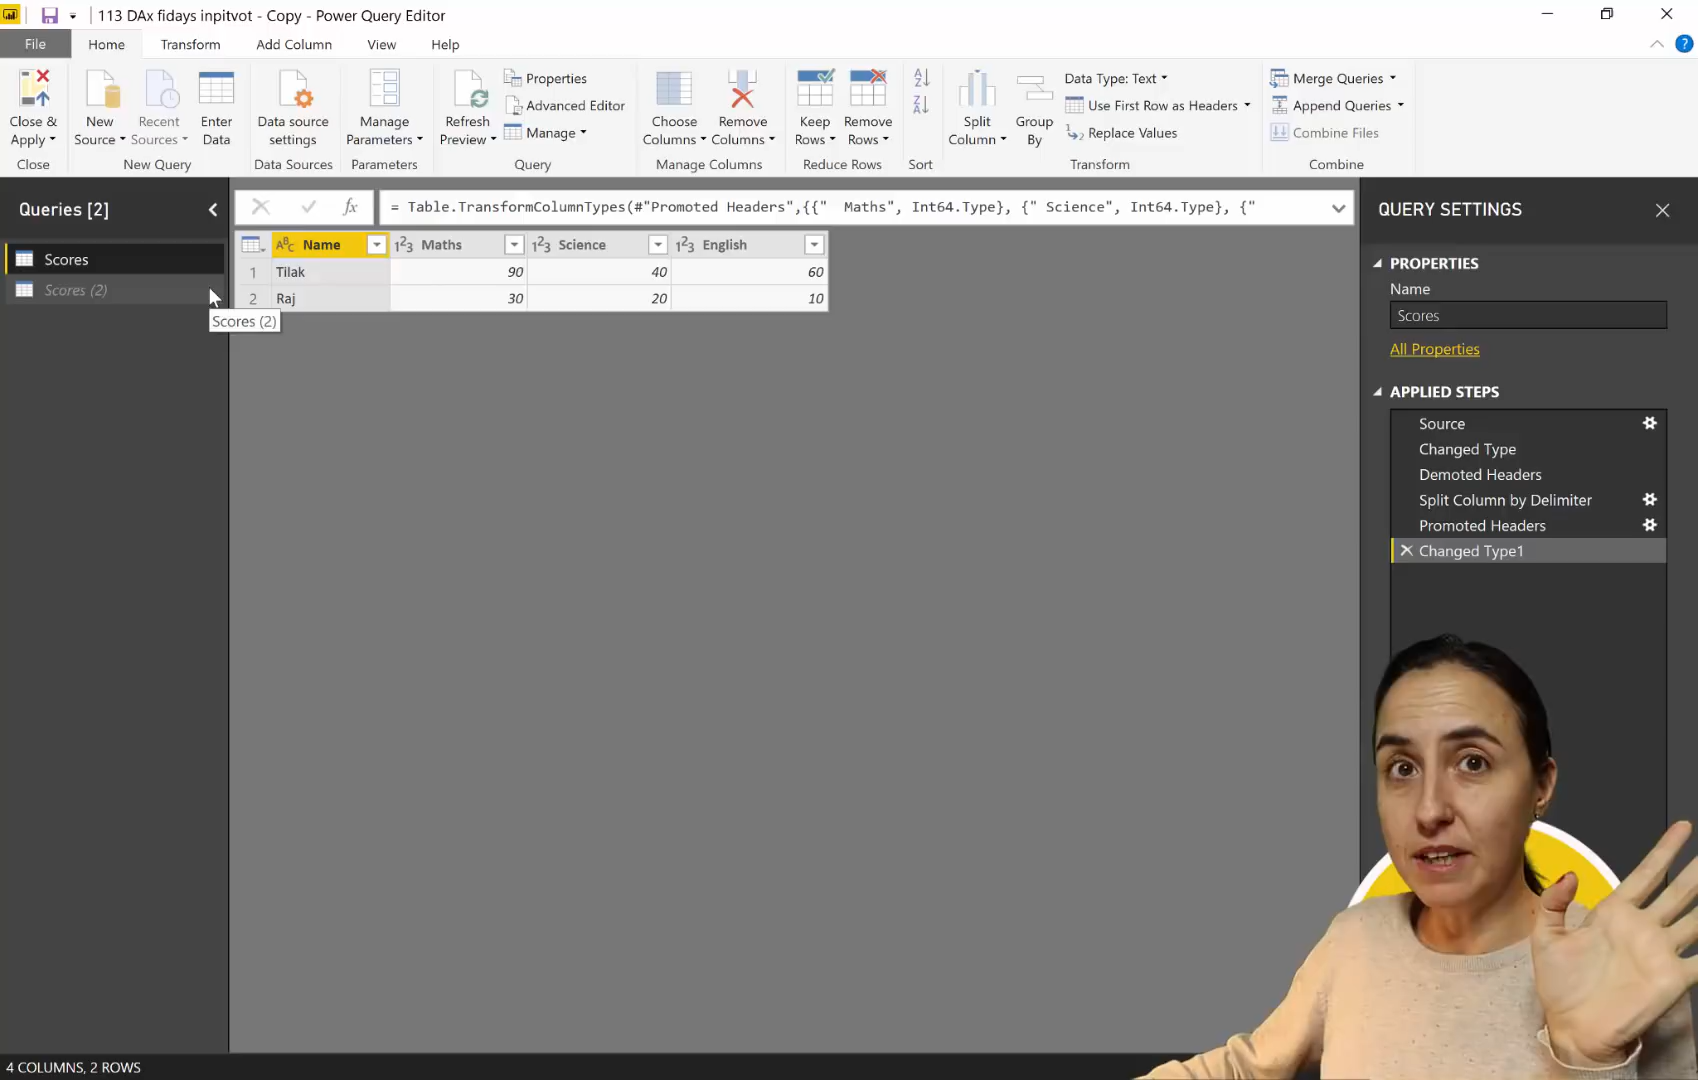 113 DAx fidays inpitvot - Copy - Power Query Editor
File Home Transform Add Column View Help
Close & Apply
New Source
Recent Sources
Enter Data
Data source settings
Manage Parameters
Refresh Preview
Properties
Advanced Editor
Manage
Choose Columns
Remove Columns
Keep Rows
Remove Rows
Split Column
Group By
Data Type: Text
Use First Row as Headers
Replace Values
Merge Queries
Append Queries
Combine Files
Close New Query Data Sources Parameters Query Manage Columns Reduce Rows Sort Transform Combine
Queries [2]
Scores
Scores (2)
Scores (2)
fx = Table.TransformColumnTypes(#"Promoted Headers",{{"  Maths", Int64.Type}, {" Science", Int64.Type}, {"
ABC Name 123 Maths 123 Science 123 English
1 Tilak 90 40 60
2 Raj 30 20 10
QUERY SETTINGS
PROPERTIES
Name
Scores
All Properties
APPLIED STEPS
Source
Changed Type
Demoted Headers
Split Column by Delimiter
Promoted Headers
Changed Type1
4 COLUMNS, 2 ROWS